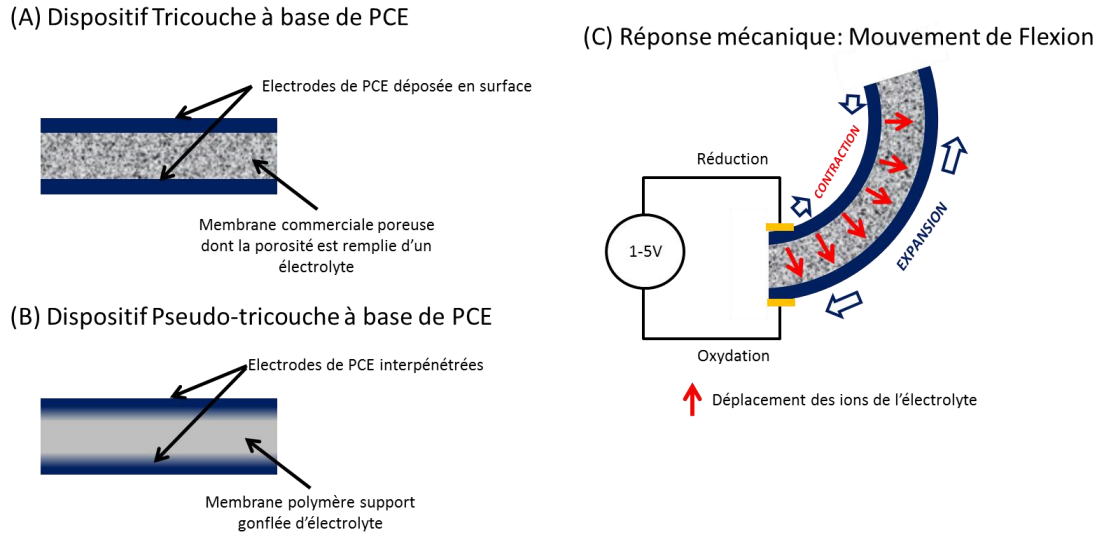 (A) Dispositif Tricouche à base de PCE
Electrodes de PCE déposée en surface
Membrane commerciale poreuse
dont la porosité est remplie d’un
électrolyte
(B) Dispositif Pseudo-tricouche à base de PCE
Electrodes de PCE interpénétrées
Membrane polymère support
gonflée d’électrolyte
(C) Réponse mécanique: Mouvement de Flexion
Réduction
CONTRACTION
1-5V
EXPANSION
Oxydation
Déplacement des ions de l’électrolyte